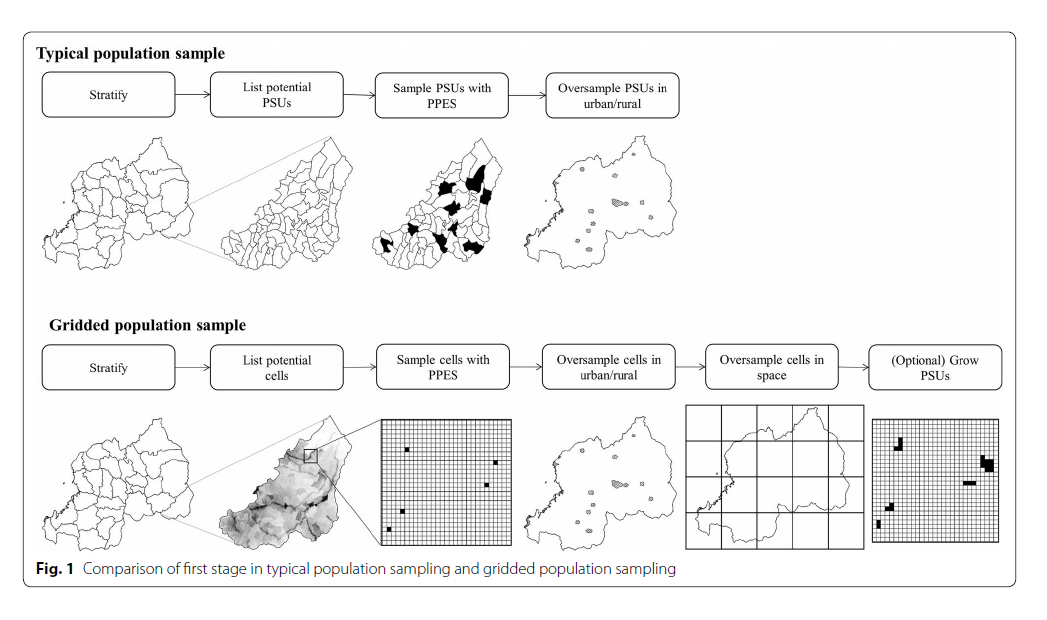 Typical population sample
Stratify
List potential
PSUs
Sample PSUs with
PPES
Oversample PSUs in
urban/rural
Gridded population sample
Stratify
List potential
cells
Sample cells with
PPES
Oversample cells in
urban/rural
Oversample cells in
space
(Optional) Grow
PSUs
Fig. 1 Comparison of first stage in typical population sampling and gridded population sampling